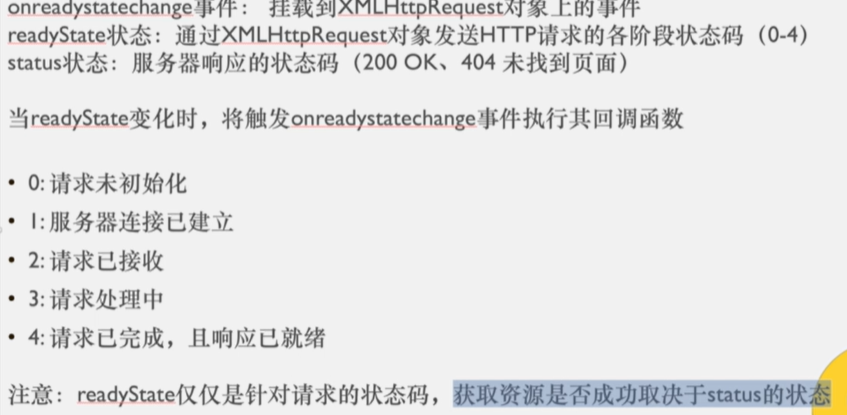 onreadystatechange事件： 挂载到XMLHttpRequest对象上的事件
readyState状态：通过XMLHttpRequest对象发送HTTP请求的各阶段状态码（0-4）
status状态：服务器响应的状态码（200 OK、404 未找到页面）
当readyState变化时，将触发onreadystatechange事件执行其回调函数
• 0: 请求未初始化
• 1: 服务器连接已建立
• 2: 请求已接收
• 3: 请求处理中
• 4: 请求已完成，且响应已就绪
注意：readyState仅仅是针对请求的状态码，获取资源是否成功取决于status的状态